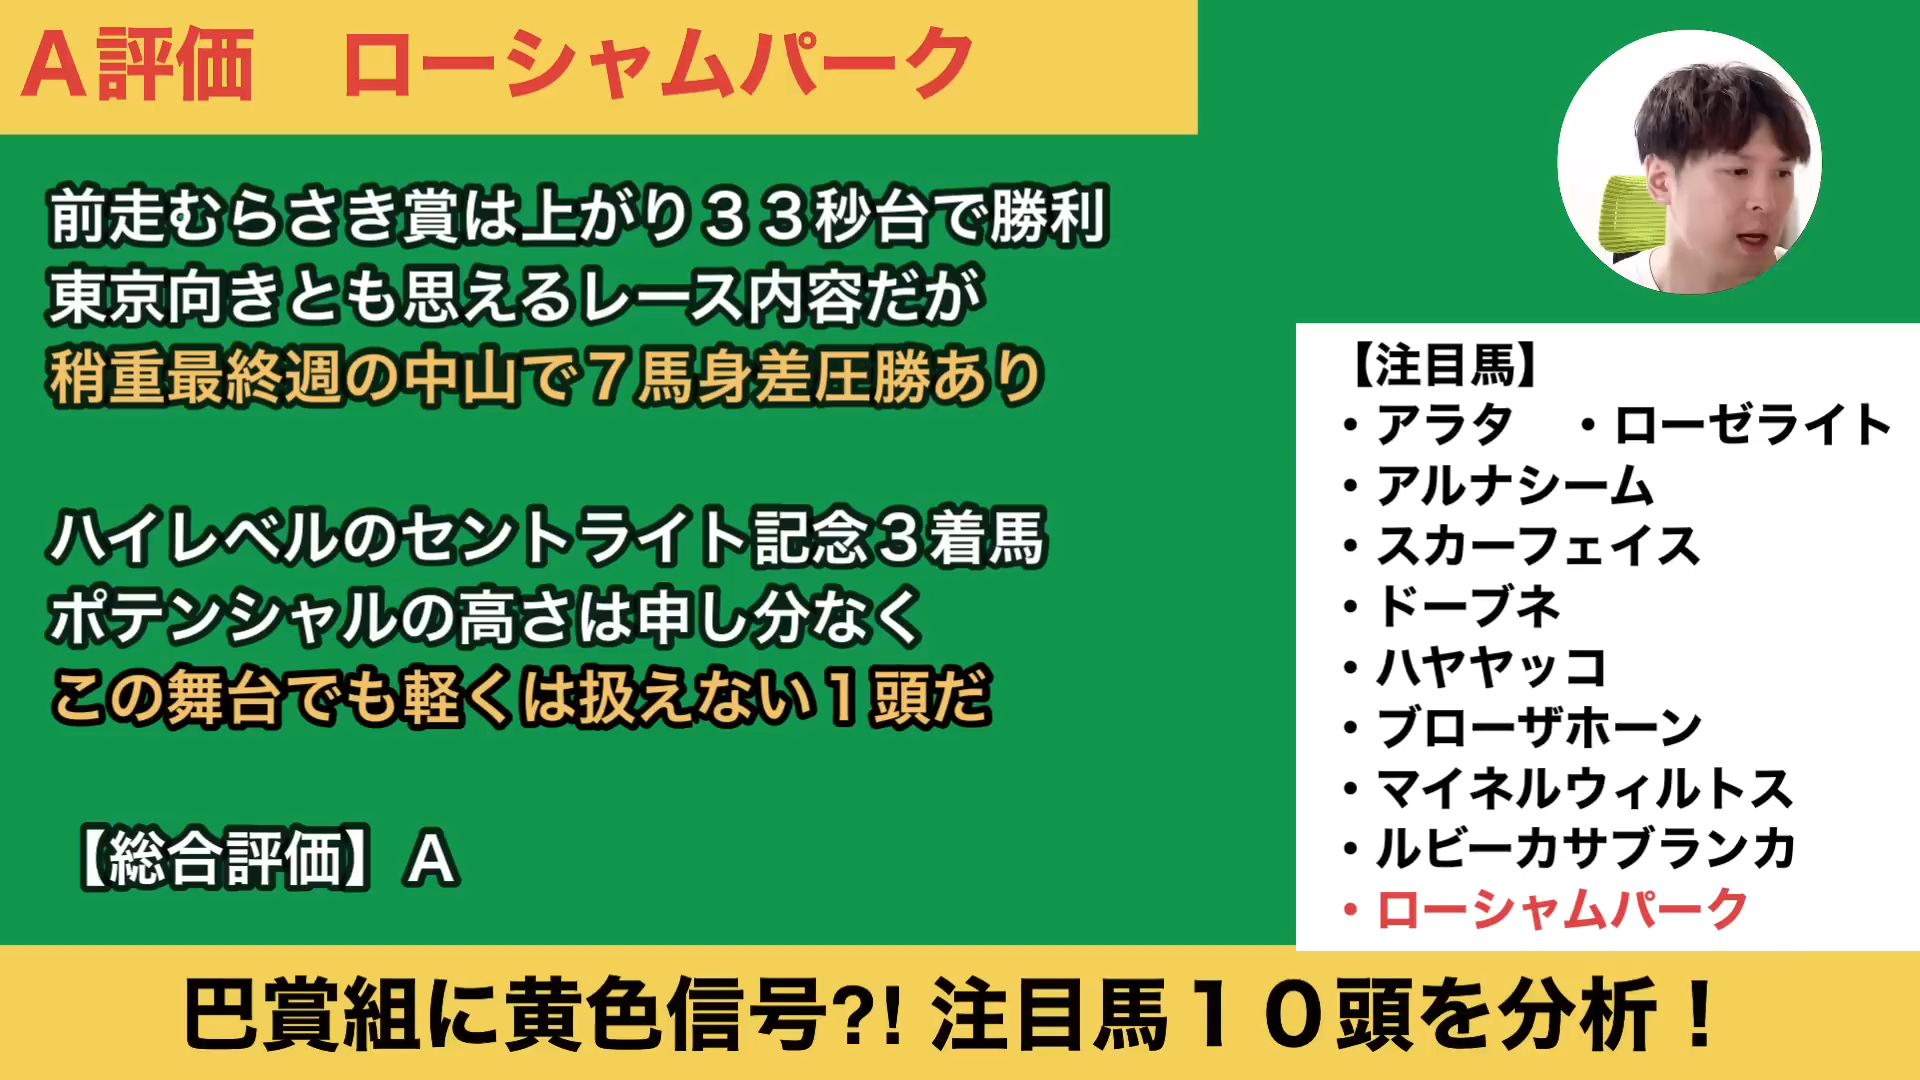 A評価　ローシャムパーク
前走むらさき賞は上がり３３秒台で勝利
東京向きとも思えるレース内容だが
稍重最終週の中山で７馬身差圧勝あり
ハイレベルのセントライト記念３着馬
ポテンシャルの高さは申し分なく
この舞台でも軽くは扱えない１頭だ
【総合評価】A
【注目馬】
・アラタ　・ローゼライト
・アルナシーム
・スカーフェイス
・ドーブネ
・ハヤヤッコ
・ブローザホーン
・マイネルウィルトス
・ルビーカサブランカ
・ローシャムパーク
巴賞組に黄色信号?! 注目馬１０頭を分析！